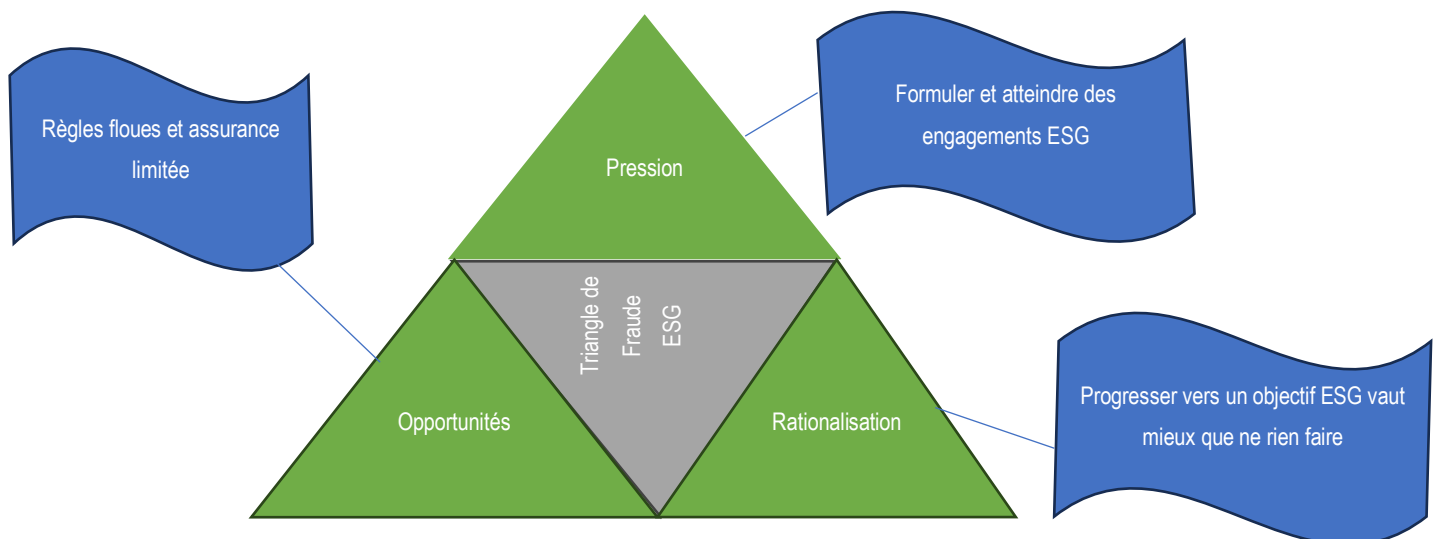 Règles floues et assurance
limitée
Formuler et atteindre des
engagements ESG
Pression
Triangle de
Fraude
ESG
Opportunités
Rationalisation
Progresser vers un objectif ESG vaut
mieux que ne rien faire